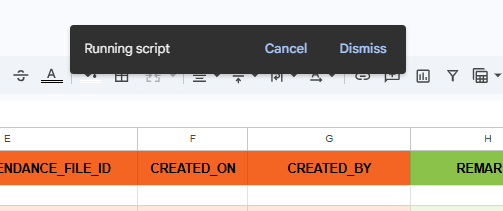 Running script Cancel Dismiss
A
E F G H
ENDANCE_FILE_ID CREATED_ON CREATED_BY REMAR